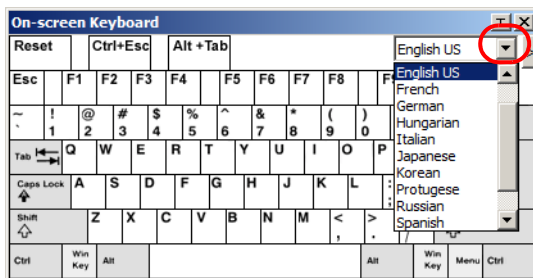 On-screen Keyboard
Reset Ctrl+Esc Alt +Tab English US
Esc F1 F2 F3 F4 F5 F6 F7 F8
English US
French
German
Hungarian
Italian
Japanese
Korean
Protugese
Russian
Spanish
~ ! @ # $ % ^ & * ( )
` 1 2 3 4 5 6 7 8 9 0
Tab Q W E R T Y U I O P
Caps Lock A S D F G H J K L : ;
Shift Z X C V B N M < , > . /
Ctrl Win Key Alt Alt Win Key Menu Ctrl